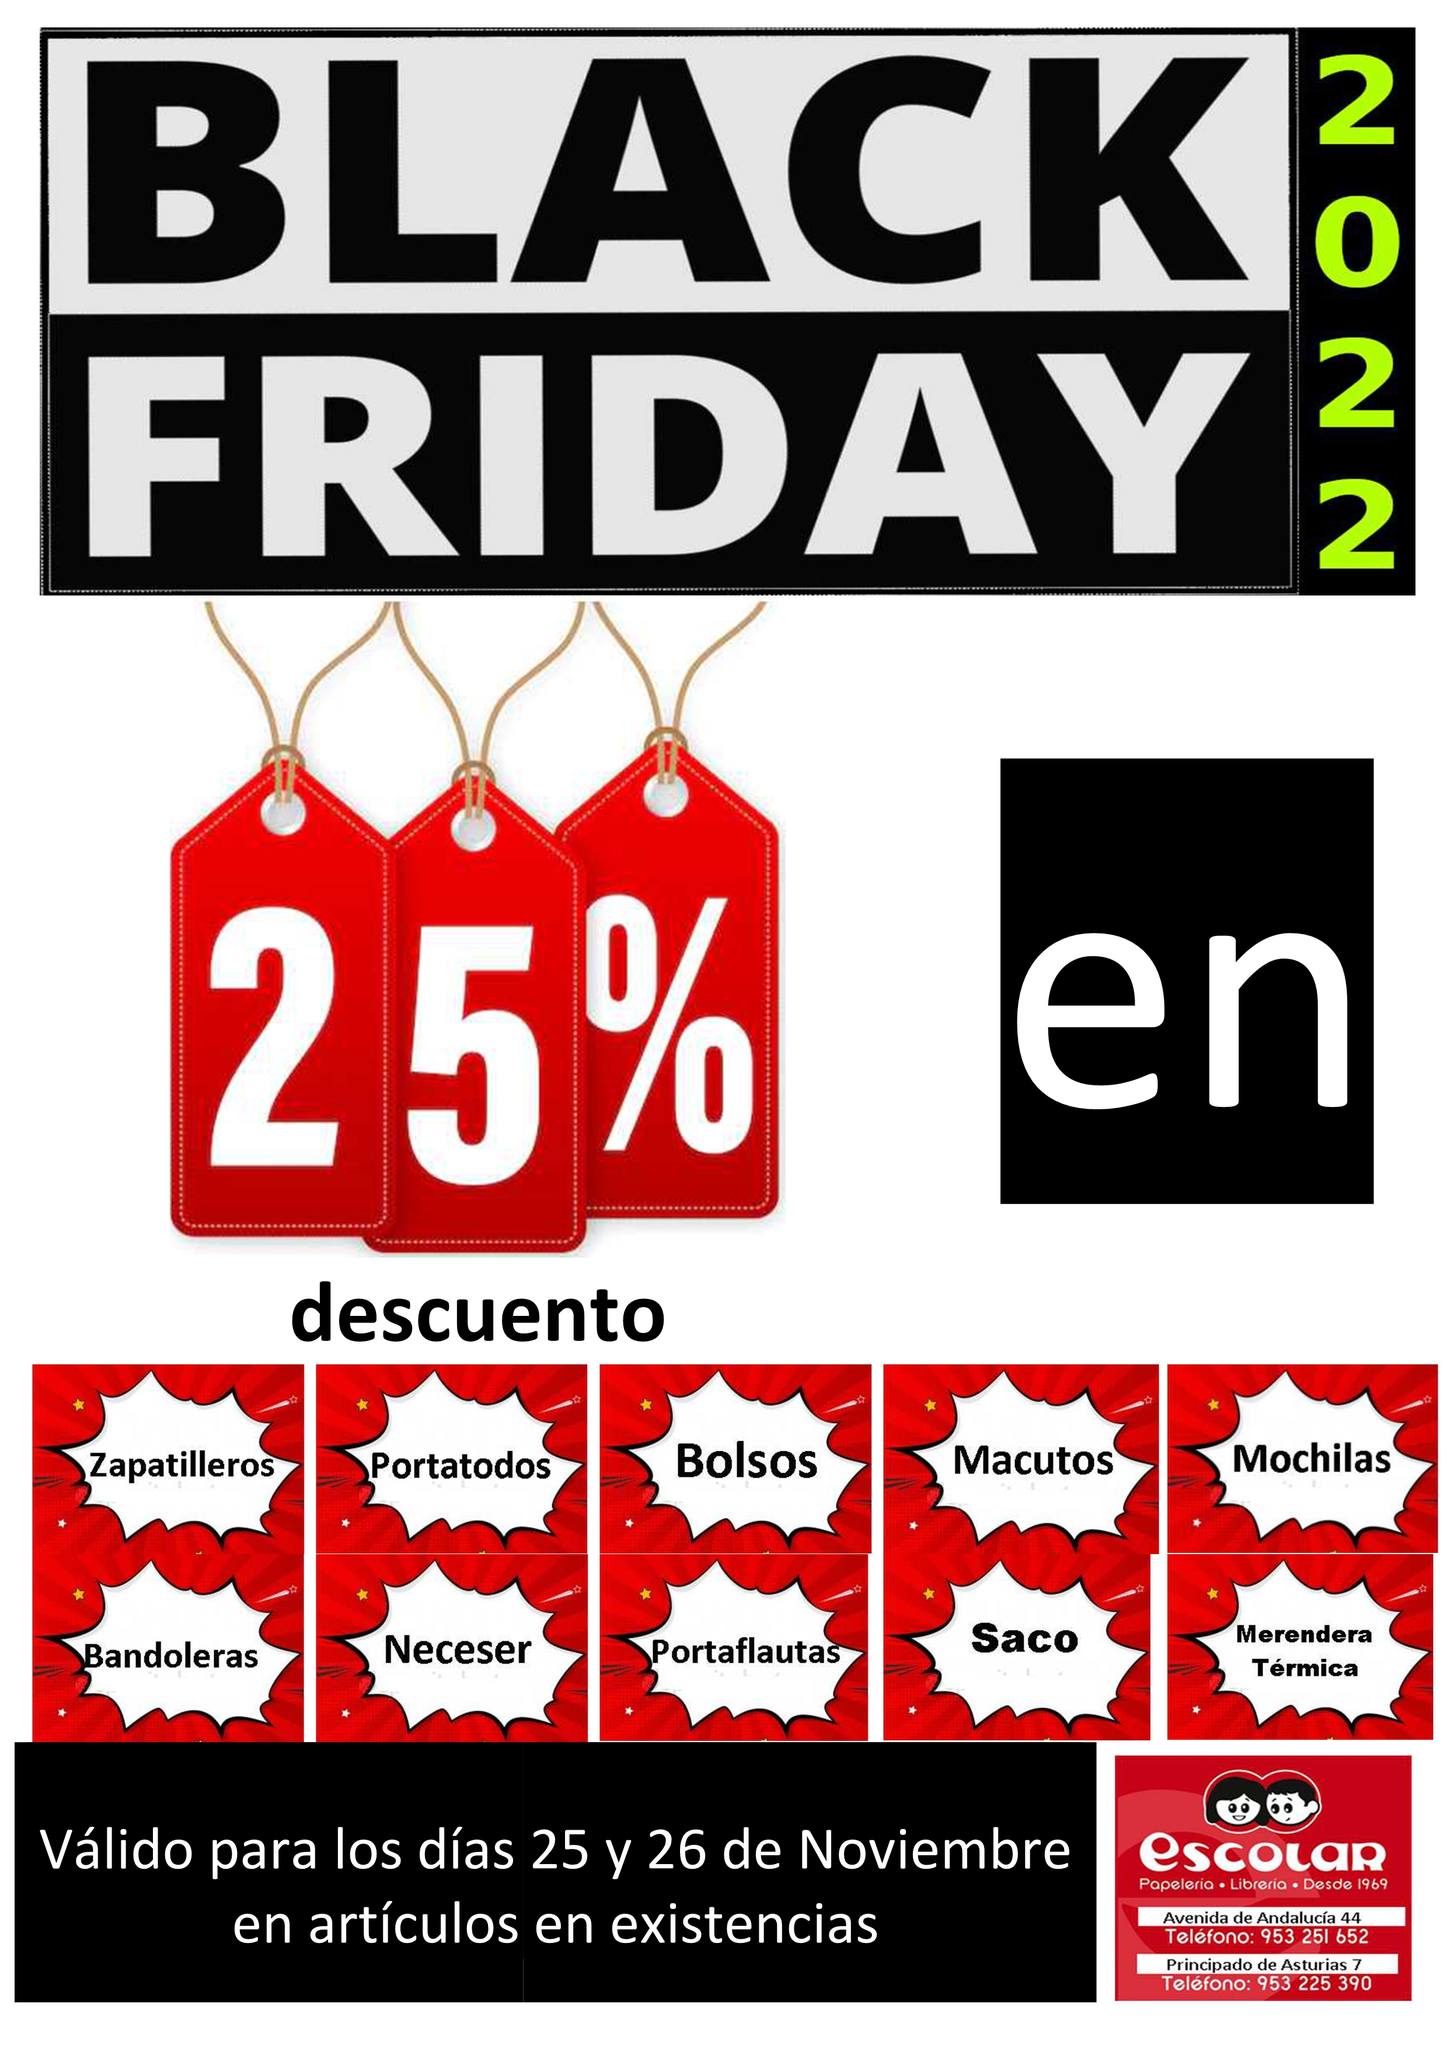 BLACK
FRIDAY
2022
25%
en
descuento
Zapatilleros
Portatodos
Bolsos
Macutos
Mochilas
Bandoleras
Neceser
Portaflautas
Saco
Merendera
Térmica
Válido para los días 25 y 26 de Noviembre
en artículos en existencias
escolar
Papelería • Librería • Desde 1969
Avenida de Andalucía 44
Teléfono: 953 251 652
Principado de Asturias 7
Teléfono: 953 225 390